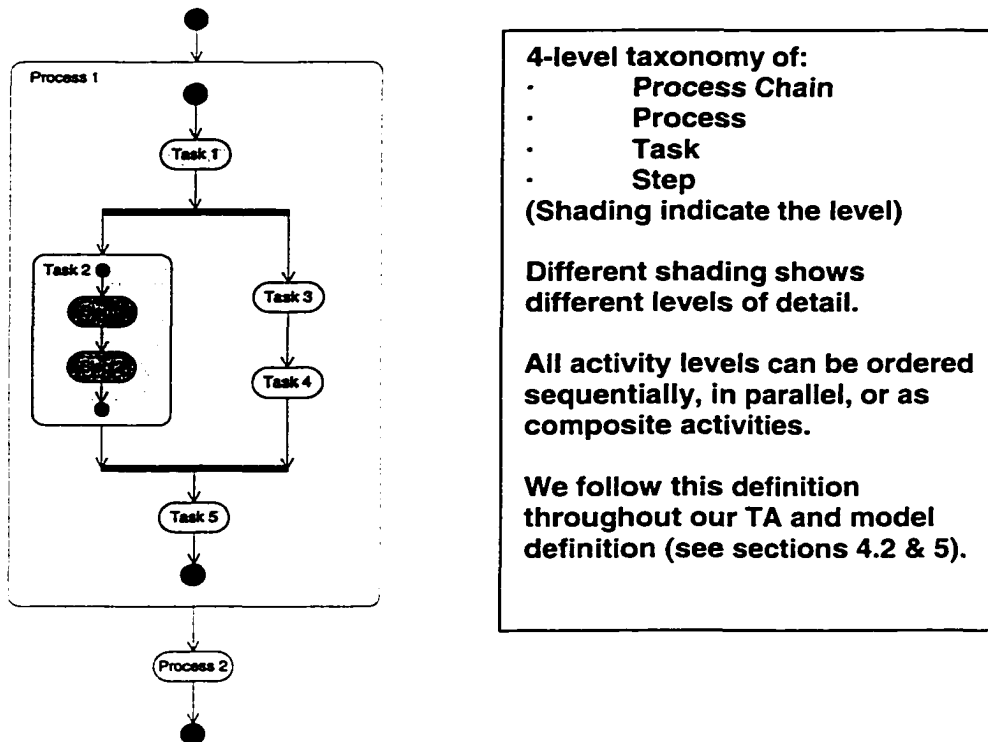 Process 1
Task 1
Task 2
Task 3
Task 4
Task 5
Process 2
4-level taxonomy of:
· Process Chain
· Process
· Task
· Step
(Shading indicate the level)
Different shading shows
different levels of detail.
All activity levels can be ordered
sequentially, in parallel, or as
composite activities.
We follow this definition
throughout our TA and model
definition (see sections 4.2 & 5).